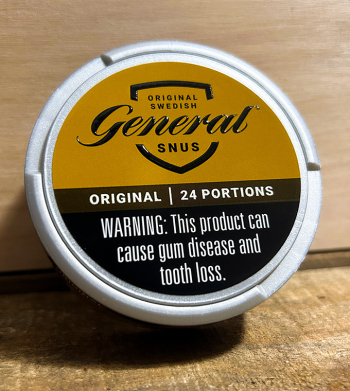 ORIGINAL
SWEDISH
General
SNUS
ORIGINAL | 24 PORTIONS
WARNING: This product can
cause gum disease and
tooth loss.